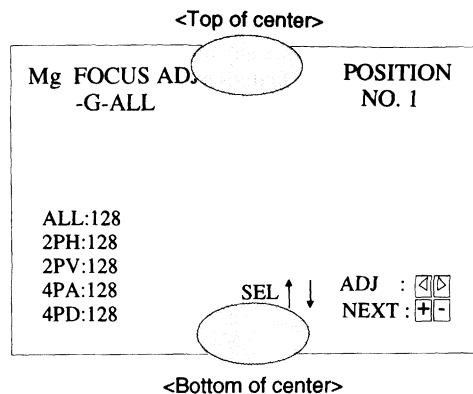 <Top of center>
Mg FOCUS ADJ
-G-ALL
POSITION
NO. 1
ALL:128
2PH:128
2PV:128
4PA:128
4PD:128
SEL ↑ ↓
ADJ : ◁ ▷
NEXT : + -
<Bottom of center>